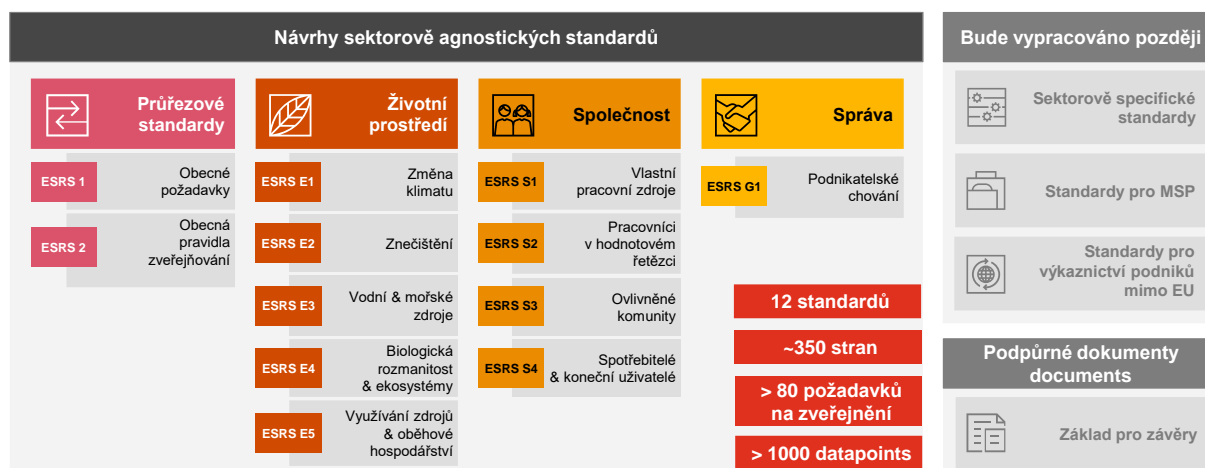 Návrhy sektorově agnostických standardů
Průřezové
standardy
ESRS 1
Obecné
požadavky
ESRS 2
Obecná
pravidla
zveřejňování
Životní
prostředí
ESRS E1
Změna
klimatu
ESRS E2
Znečištění
ESRS E3
Vodní & mořské
zdroje
ESRS E4
Biologická
rozmanitost
& ekosystémy
ESRS E5
Využívání zdrojů
& oběhové
hospodářství
Společnost
ESRS S1
Vlastní
pracovní zdroje
ESRS S2
Pracovníci
v hodnotovém
řetězci
ESRS S3
Ovlivněné
komunity
ESRS S4
Spotřebitelé
& koneční uživatelé
Správa
ESRS G1
Podnikatelské
chování
12 standardů
~350 stran
> 80 požadavků
na zveřejnění
> 1000 datapoints
Bude vypracováno později
Sektorově specifické
standardy
Standardy pro MSP
Standardy pro
výkaznictví podniků
mimo EU
Podpůrné dokumenty
documents
Základ pro závěry